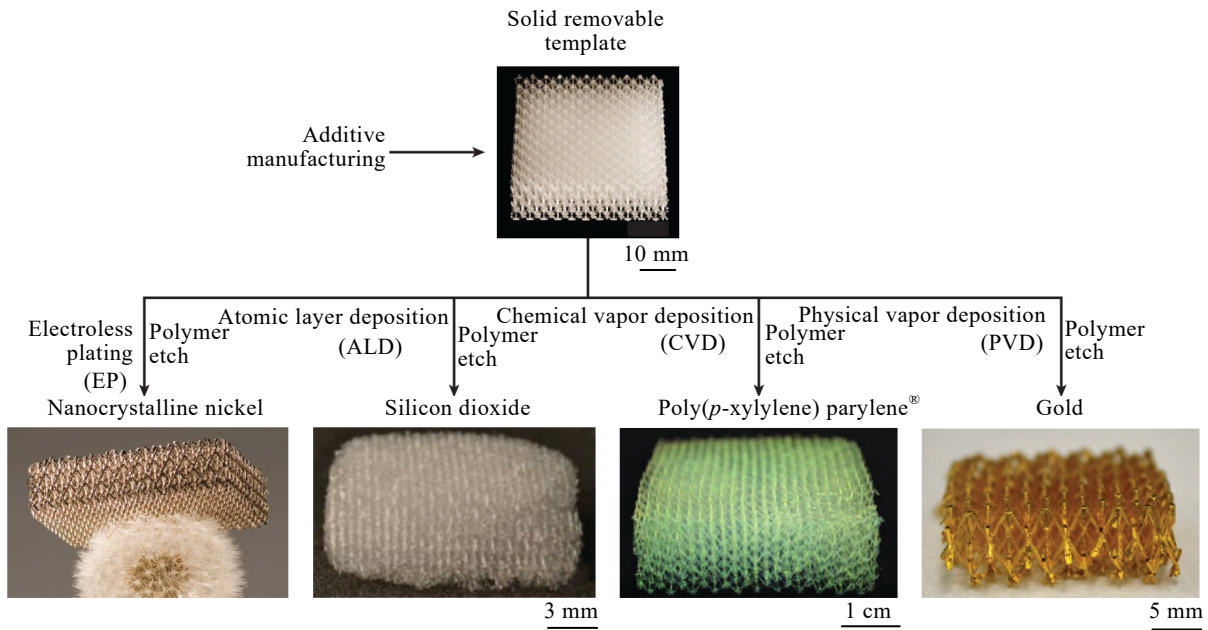 Solid removable
template
Additive
manufacturing
10 mm
Electroless
plating
(EP)
Polymer
etch
Atomic layer deposition
(ALD)
Polymer
etch
Chemical vapor deposition
(CVD)
Polymer
etch
Physical vapor deposition
(PVD)
Polymer
etch
Nanocrystalline nickel
Silicon dioxide
Poly(p-xylylene) parylene®
Gold
3 mm
1 cm
5 mm